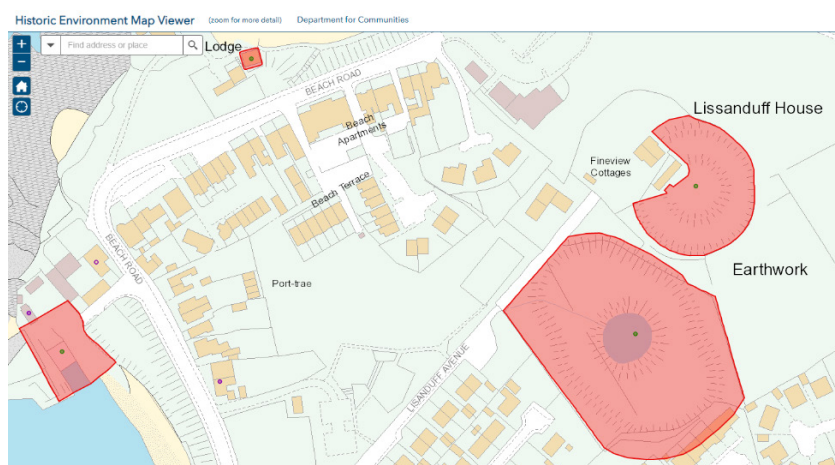 Historic Environment Map Viewer (zoom for more detail) Department for Communities
+
Find address or place
−
Lodge
BEACH ROAD
Lissanduff House
Beach
Apartments
Fineview
Cottages
Beach Terrace
BEACH ROAD
Earthwork
Port-trae
LISANDUFF AVENUE